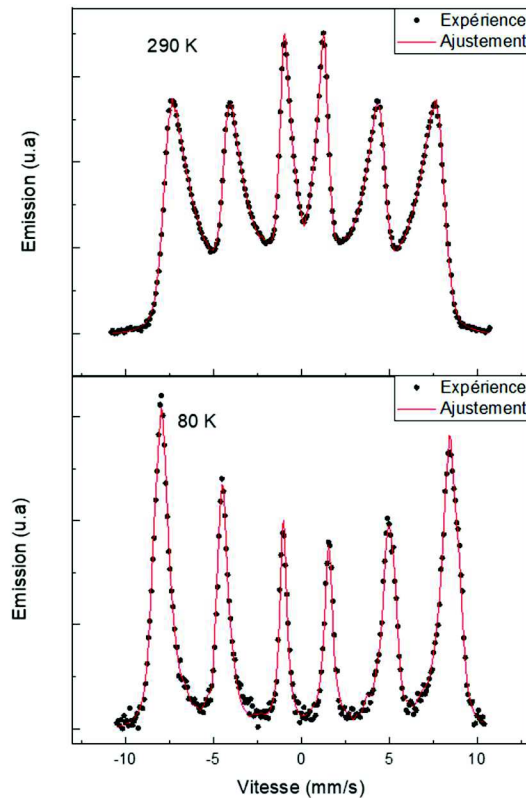 290 K
Expérience
Ajustement
Emission (u.a)
80 K
Expérience
Ajustement
Emission (u.a)
-10 -5 0 5 10
Vitesse (mm/s)